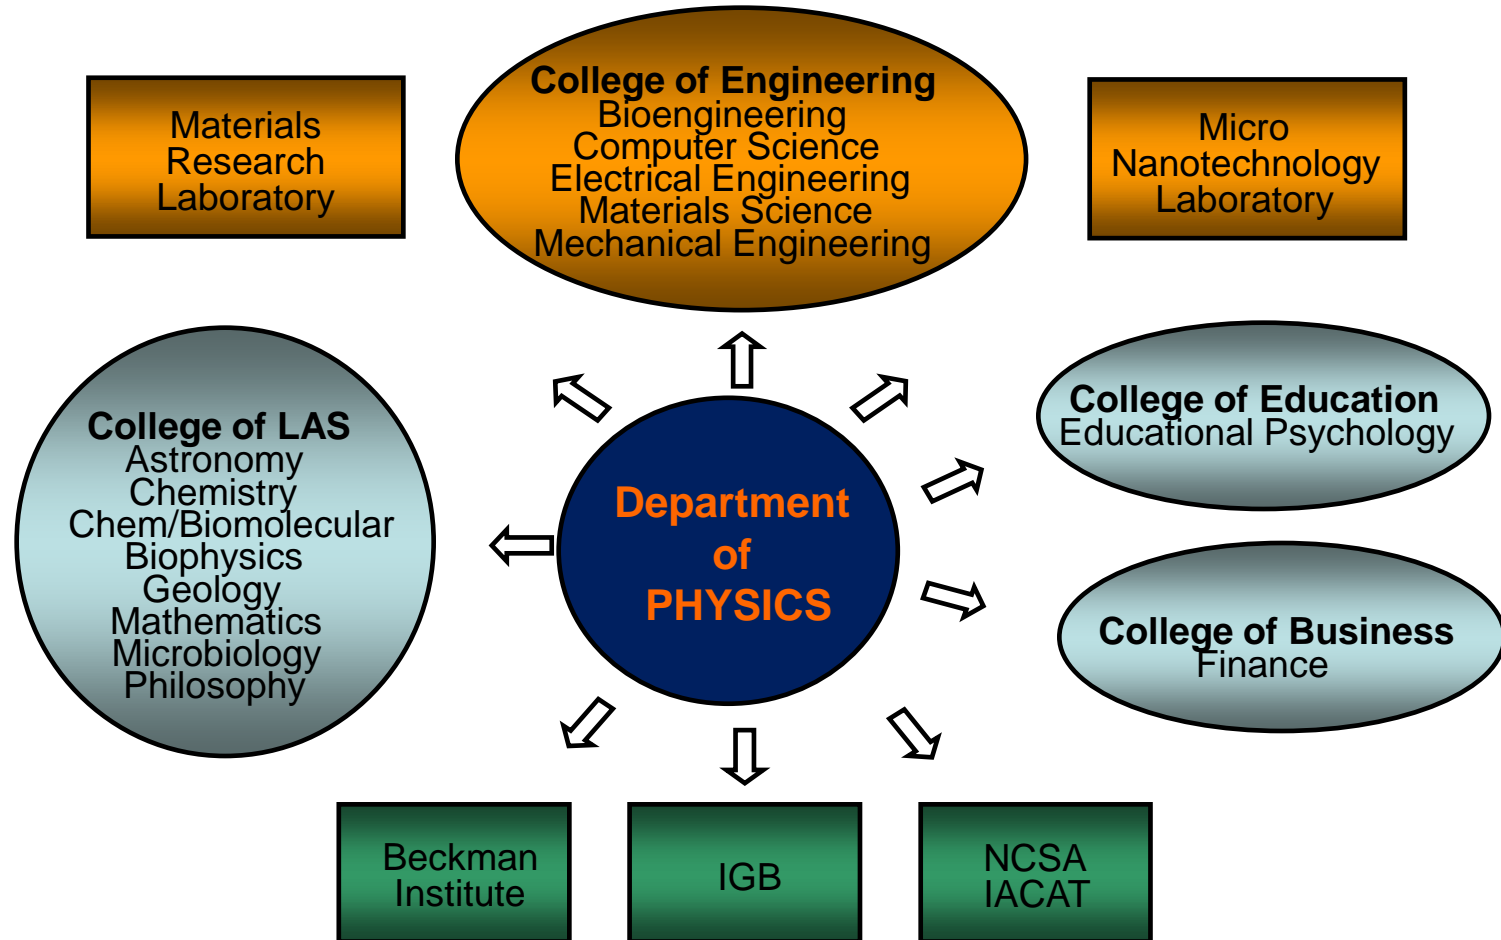 College of Engineering
Bioengineering
Computer Science
Electrical Engineering
Materials Science
Mechanical Engineering
Materials
Research
Laboratory
Micro
Nanotechnology
Laboratory
College of LAS
Astronomy
Chemistry
Chem/Biomolecular
Biophysics
Geology
Mathematics
Microbiology
Philosophy
Department
of
PHYSICS
College of Education
Educational Psychology
College of Business
Finance
Beckman
Institute
IGB
NCSA
IACAT